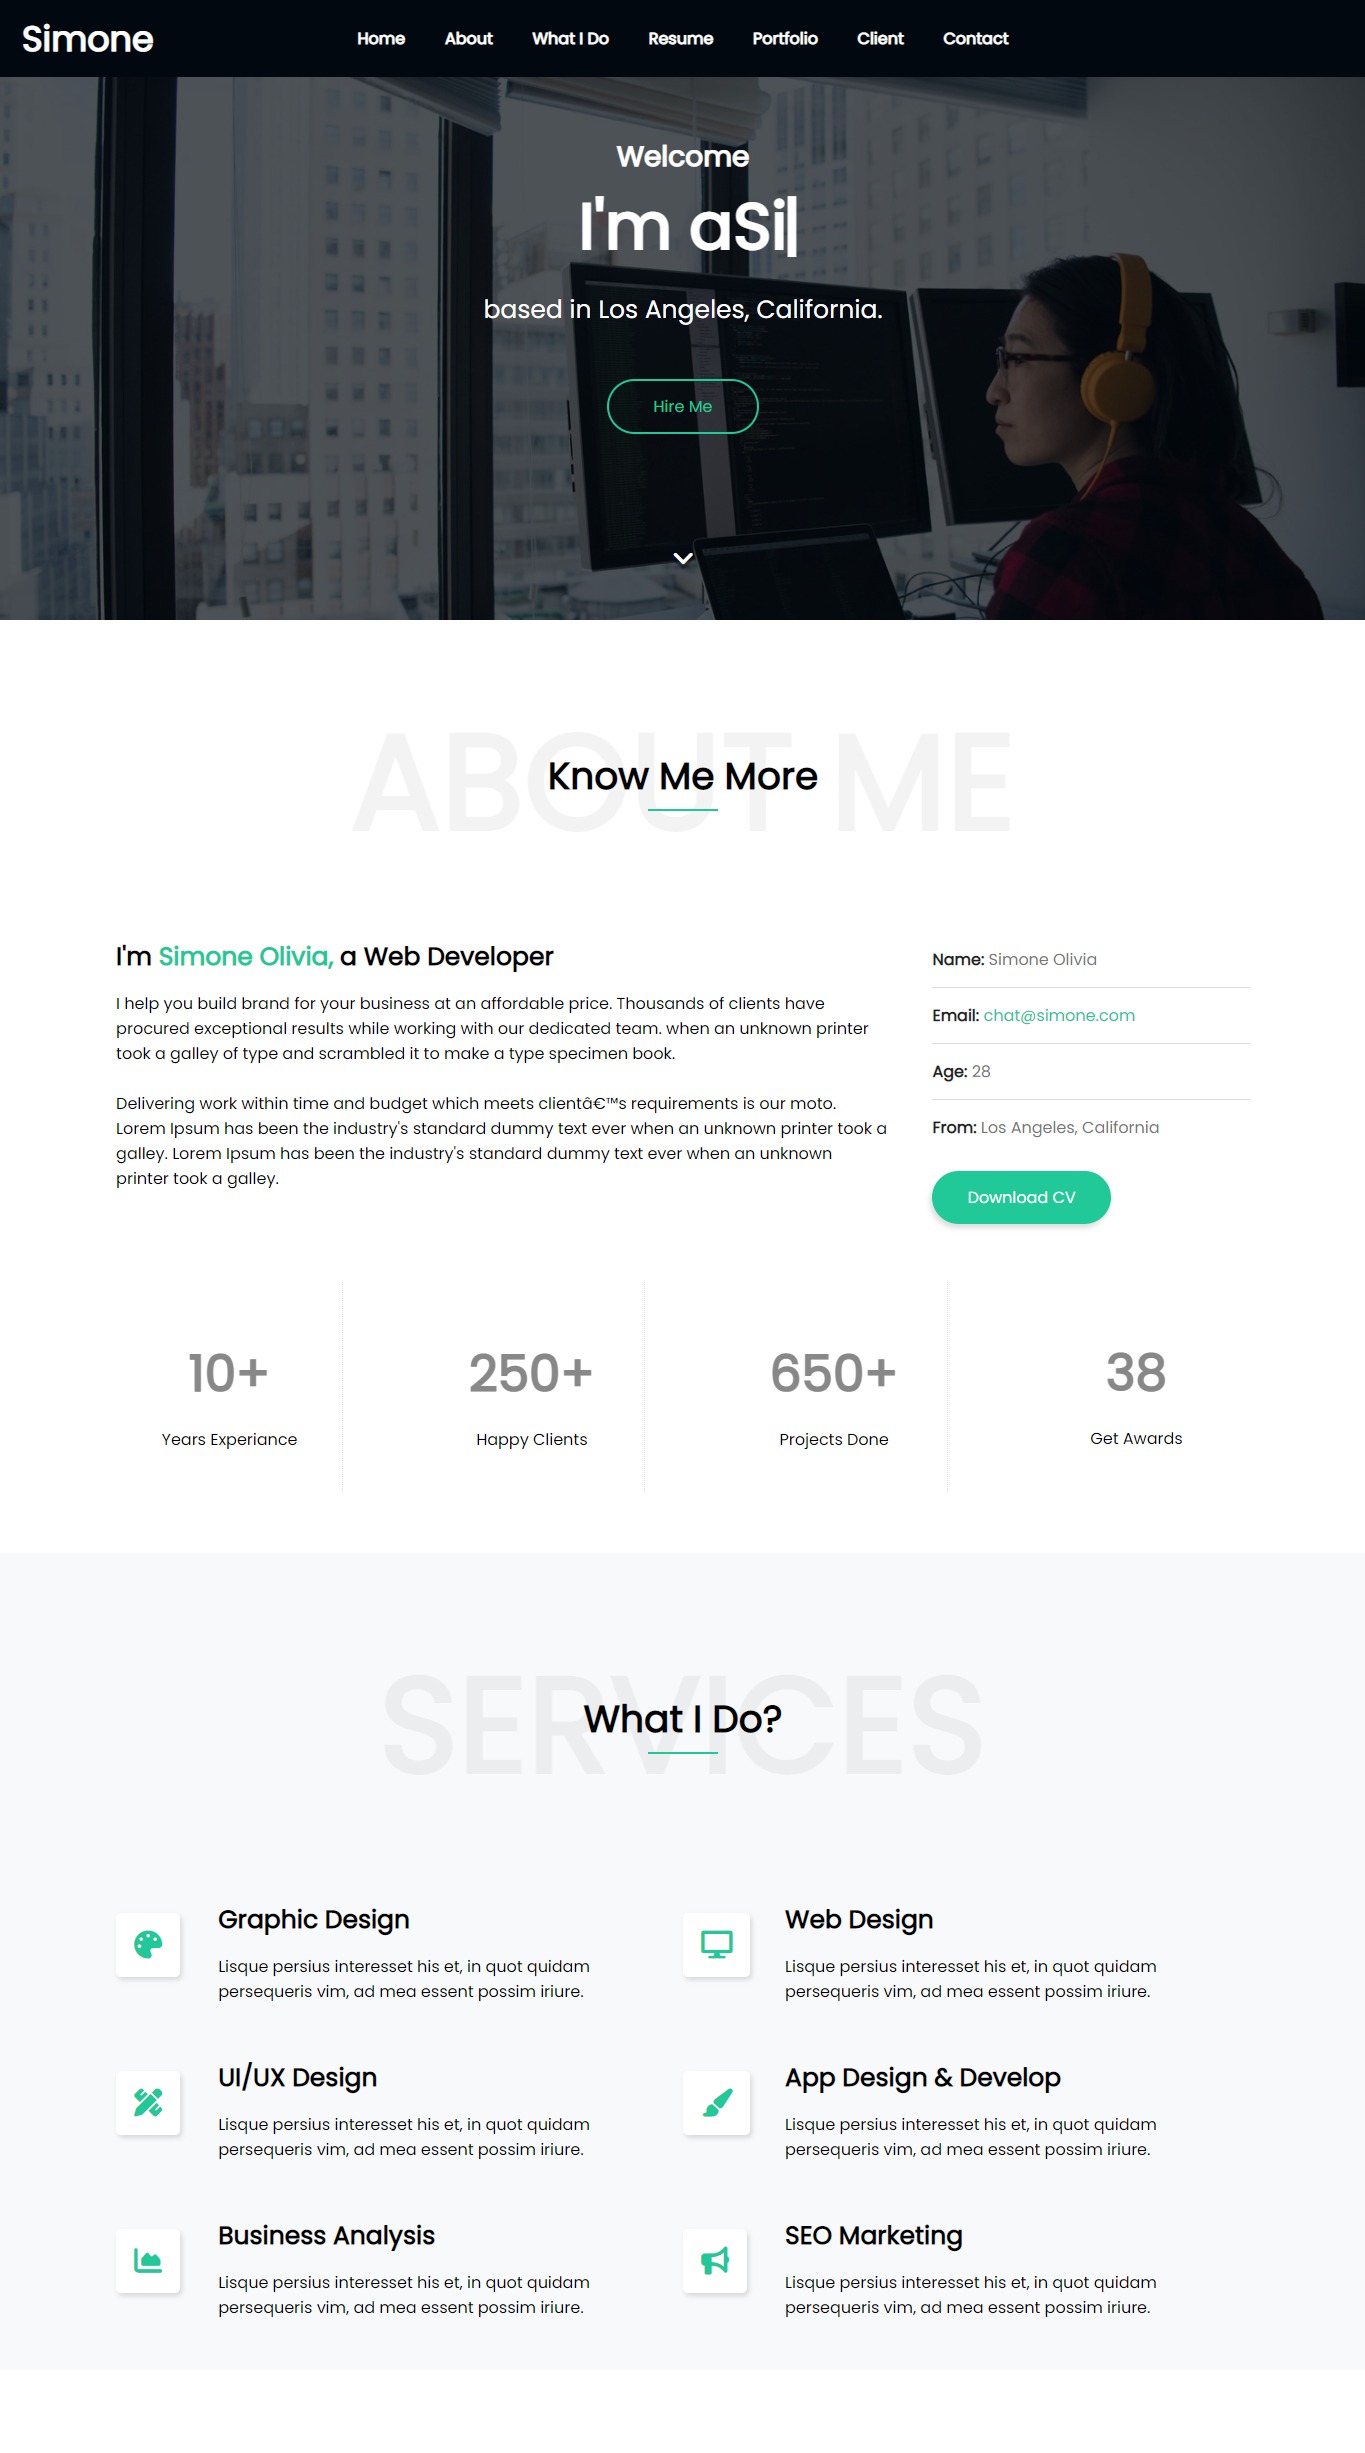 Simone
Home About What I Do Resume Portfolio Client Contact
Welcome
I'm aSi|
based in Los Angeles, California.
Hire Me
ABOUT ME
Know Me More
I'm Simone Olivia, a Web Developer
I help you build brand for your business at an affordable price. Thousands of clients have
procured exceptional results while working with our dedicated team. when an unknown printer
took a galley of type and scrambled it to make a type specimen book.
Delivering work within time and budget which meets clientâ€™s requirements is our moto.
Lorem Ipsum has been the industry's standard dummy text ever when an unknown printer took a
galley. Lorem Ipsum has been the industry's standard dummy text ever when an unknown
printer took a galley.
Name: Simone Olivia
Email: chat@simone.com
Age: 28
From: Los Angeles, California
Download CV
10+
Years Experiance
250+
Happy Clients
650+
Projects Done
38
Get Awards
SERVICES
What I Do?
Graphic Design
Lisque persius interesset his et, in quot quidam
persequeris vim, ad mea essent possim iriure.
Web Design
Lisque persius interesset his et, in quot quidam
persequeris vim, ad mea essent possim iriure.
UI/UX Design
Lisque persius interesset his et, in quot quidam
persequeris vim, ad mea essent possim iriure.
App Design & Develop
Lisque persius interesset his et, in quot quidam
persequeris vim, ad mea essent possim iriure.
Business Analysis
Lisque persius interesset his et, in quot quidam
persequeris vim, ad mea essent possim iriure.
SEO Marketing
Lisque persius interesset his et, in quot quidam
persequeris vim, ad mea essent possim iriure.